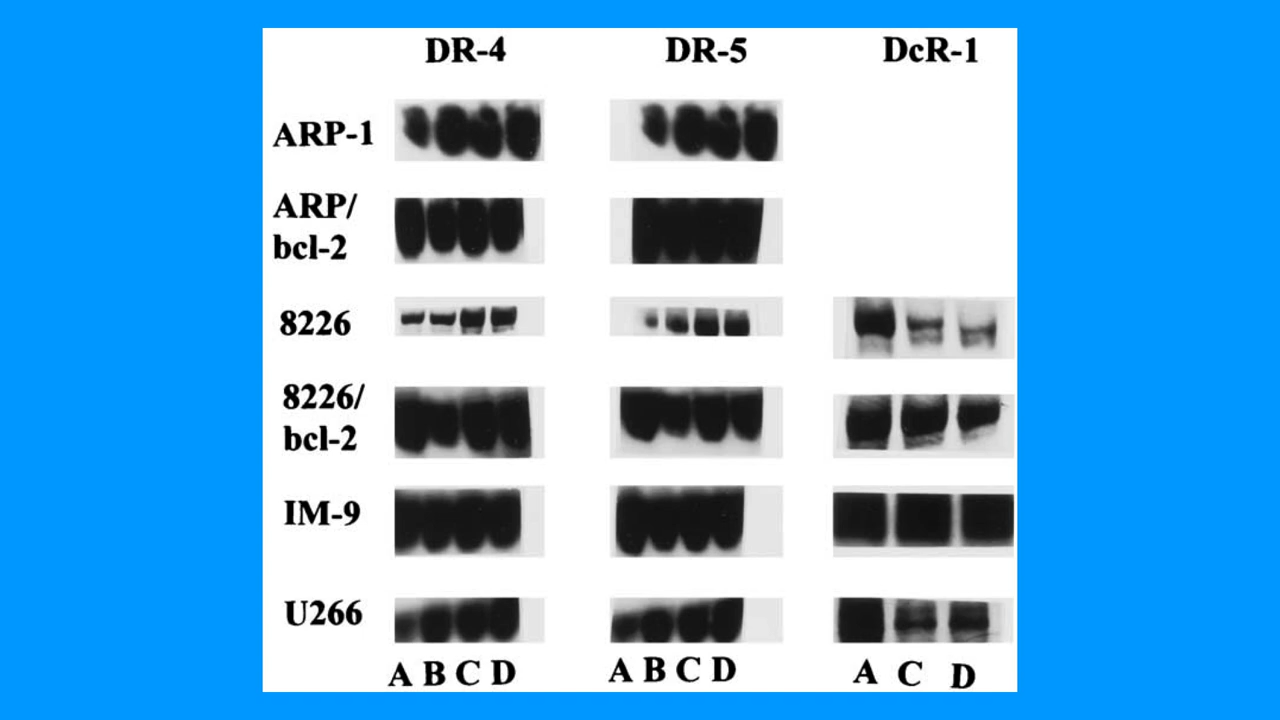 DR-4 DR-5 DcR-1
ARP-1
ARP/
bcl-2
8226
8226/
bcl-2
IM-9
U266
A B C D A B C D A C D